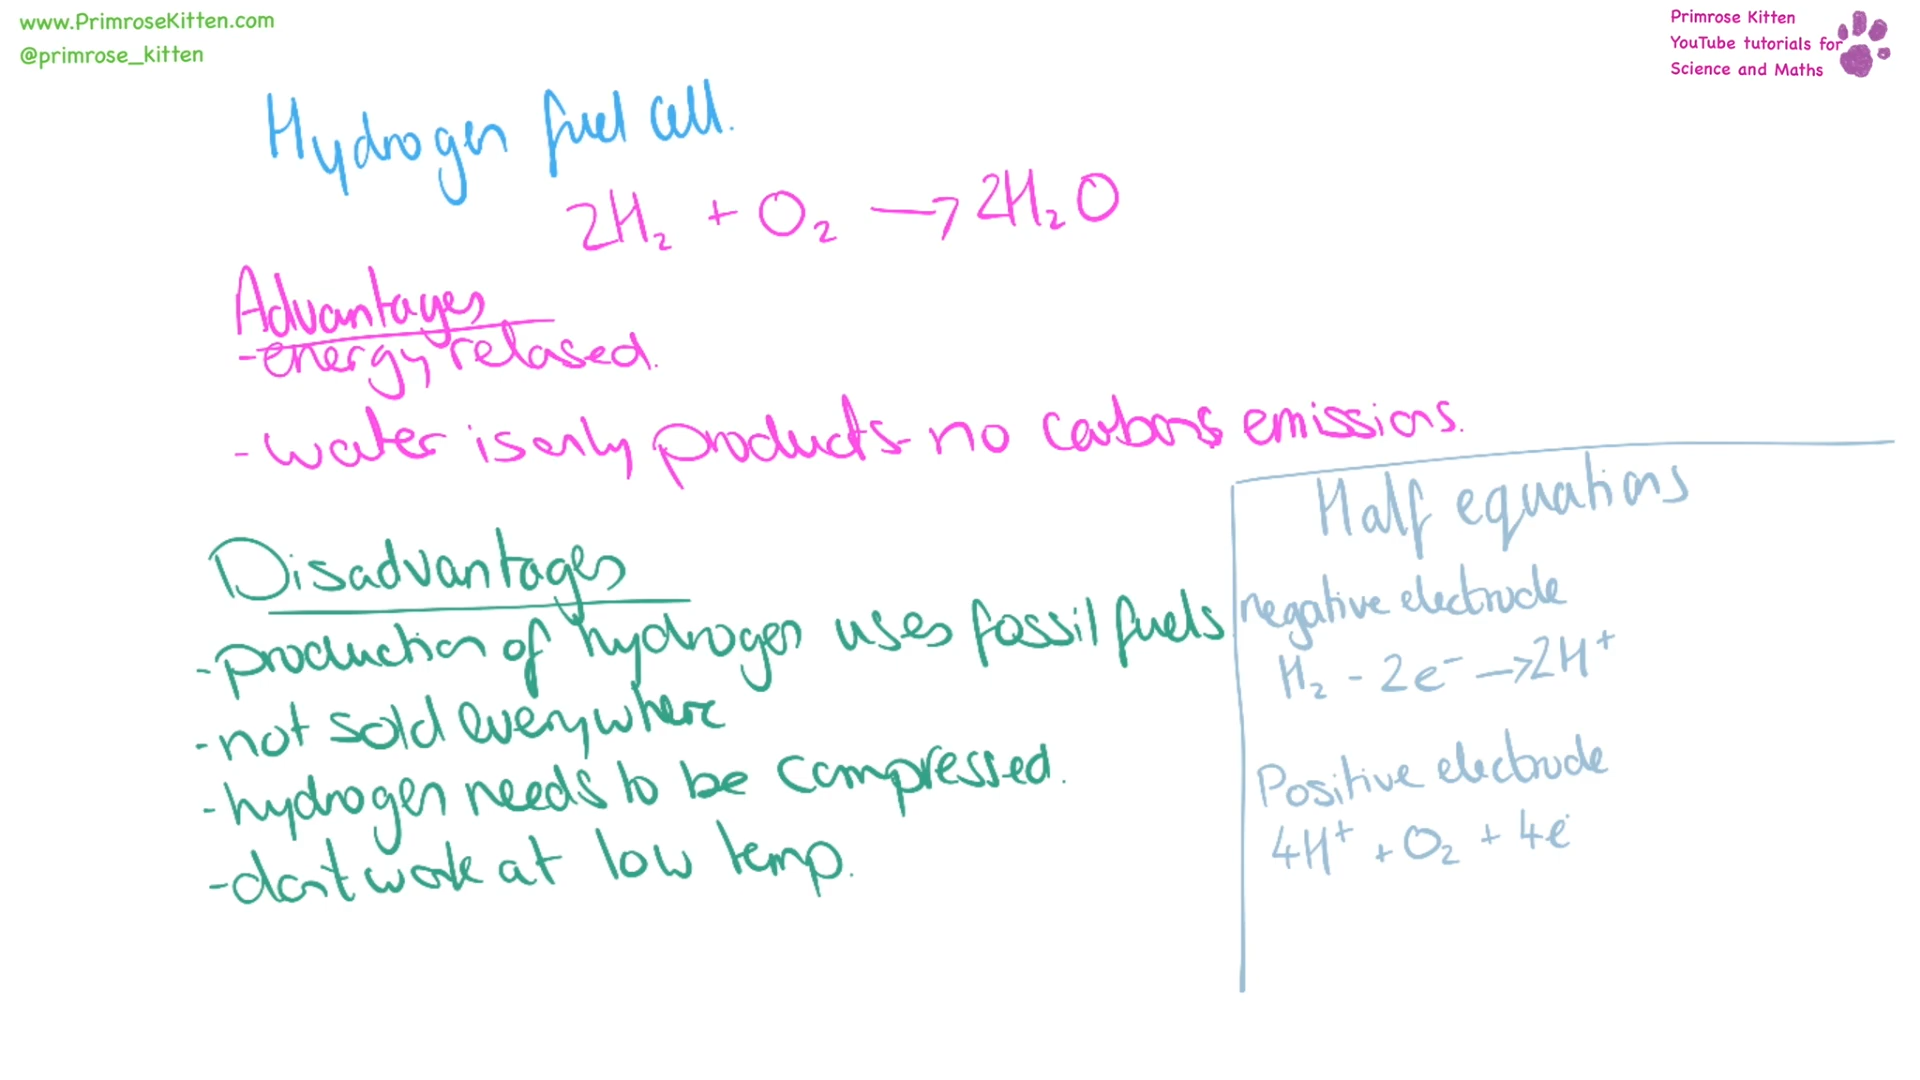 www.PrimroseKitten.com
@primrose_kitten
Primrose Kitten
YouTube tutorials for
Science and Maths
Hydrogen fuel cell.
2H₂ + O₂ → 2H₂O
Advantages
- energy relased.
- water is only products - no carbons emissions.
Disadvantages
- production of hydrogen uses fossil fuels
- not sold everywhere
- hydrogen needs to be compressed.
- dont work at low temp.
Half equations
negative electrode
H₂ - 2e⁻ → 2H⁺
Positive electrode
4H⁺ + O₂ + 4e⁻